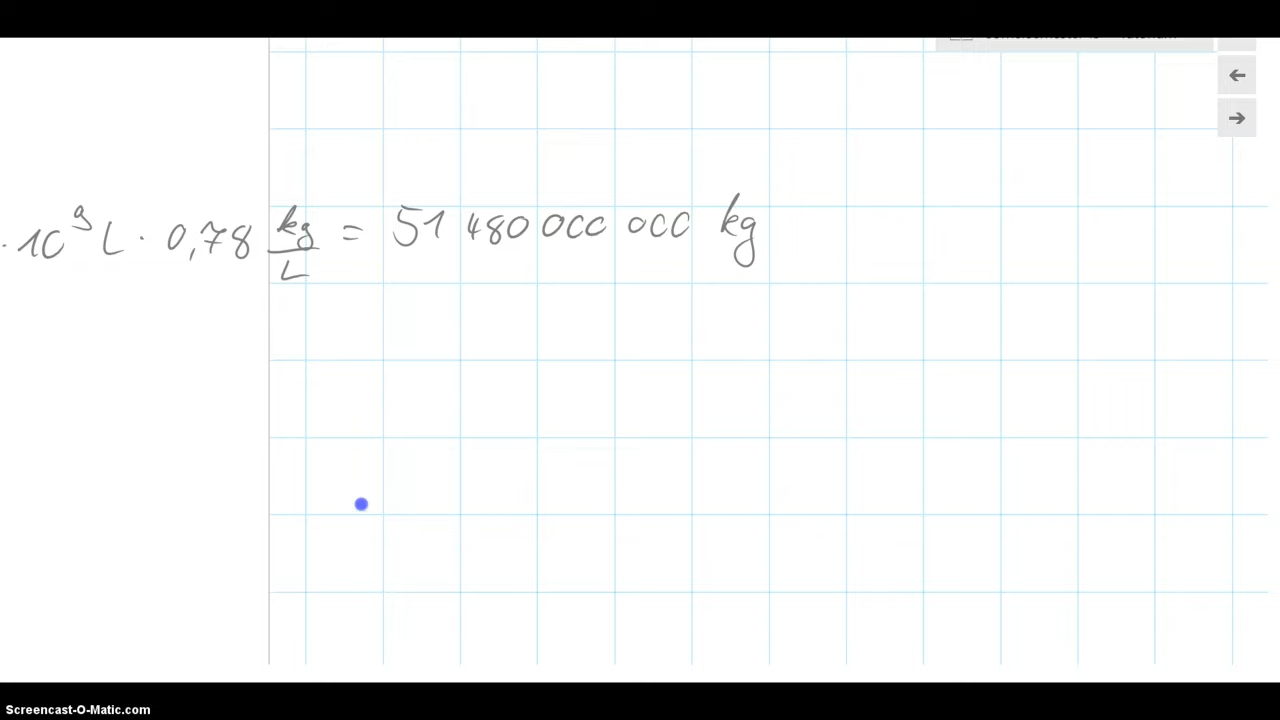 · 10⁹ L · 0,78 kg/L = 51 480 000 000 kg
Screencast-O-Matic.com